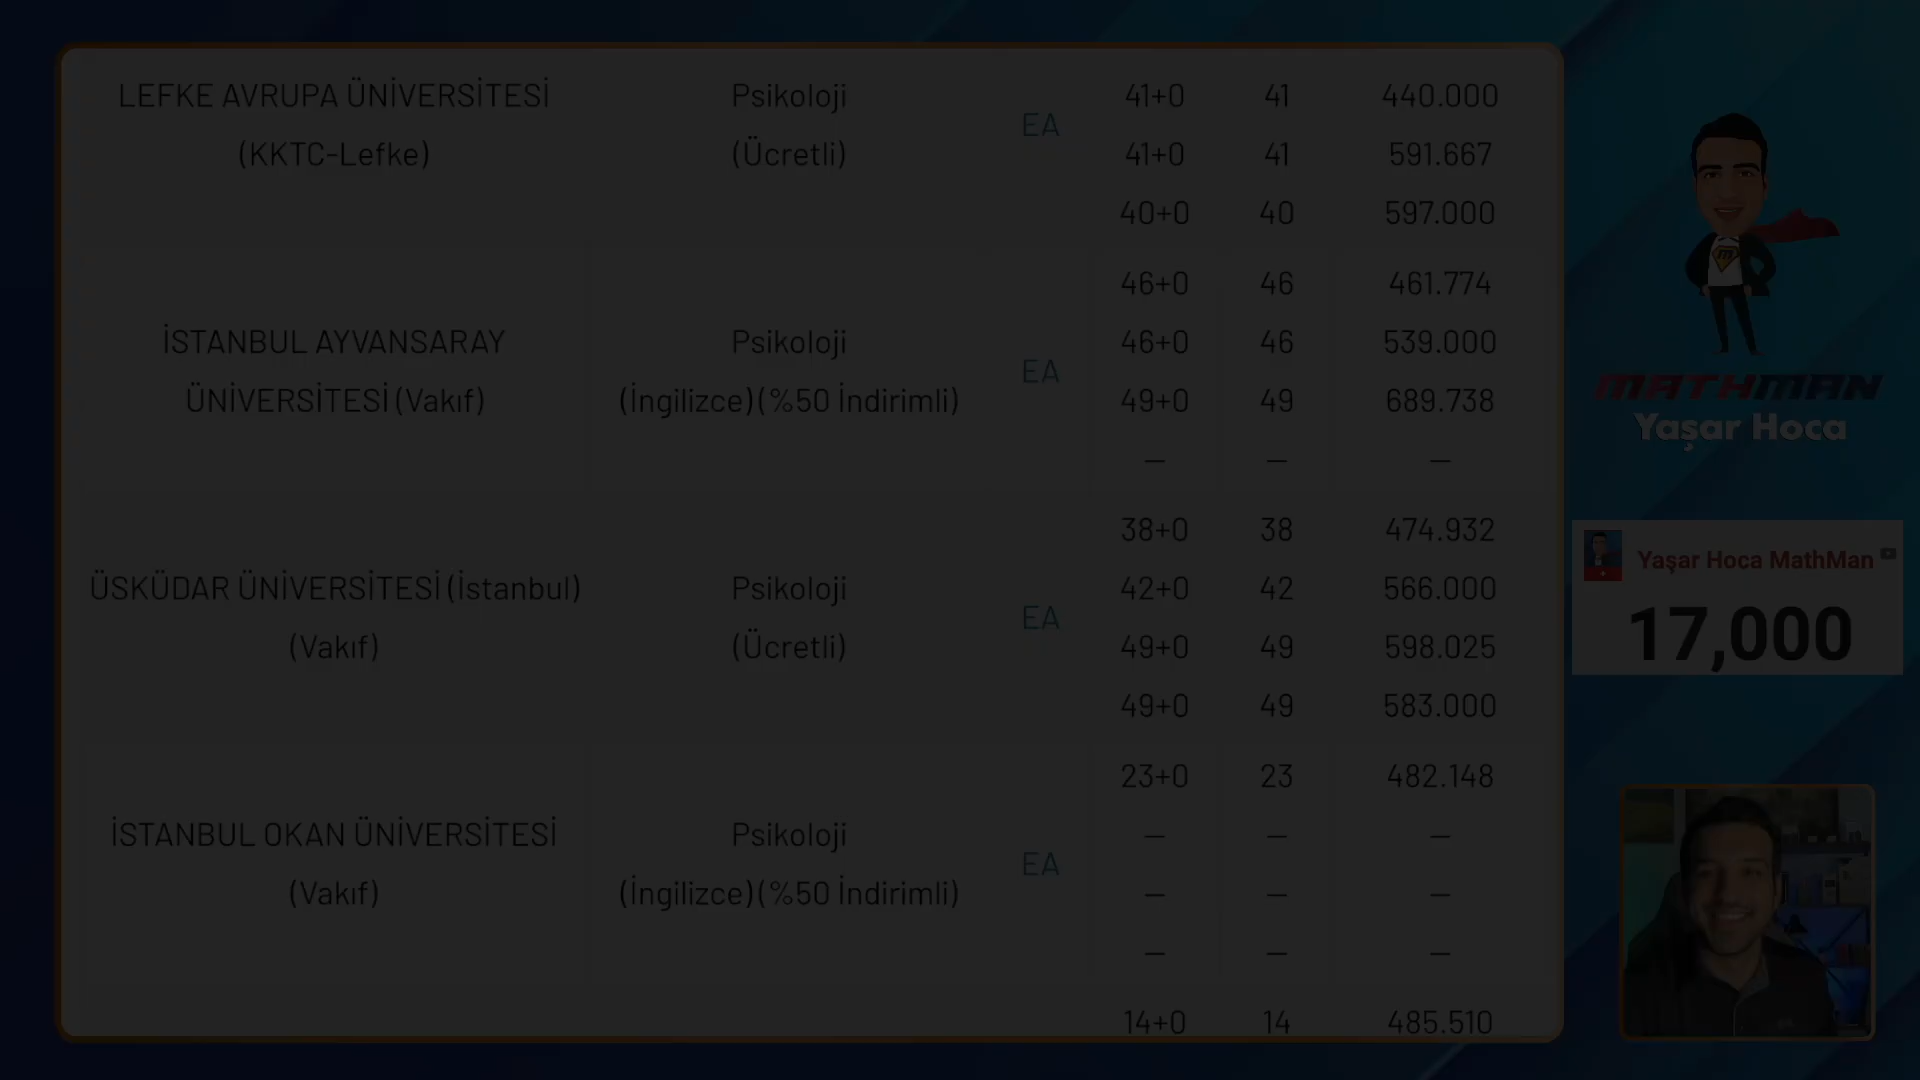 LEFKE AVRUPA ÜNİVERSİTESİ
(KKTC-Lefke)
Psikoloji
(Ücretli)
EA
41+0 41 440.000
41+0 41 591.667
40+0 40 597.000
İSTANBUL AYVANSARAY
ÜNİVERSİTESİ (Vakıf)
Psikoloji
(İngilizce) (%50 İndirimli)
EA
46+0 46 461.774
46+0 46 539.000
49+0 49 689.738
— — —
ÜSKÜDAR ÜNİVERSİTESİ (İstanbul)
(Vakıf)
Psikoloji
(Ücretli)
EA
38+0 38 474.932
42+0 42 566.000
49+0 49 598.025
49+0 49 583.000
İSTANBUL OKAN ÜNİVERSİTESİ
(Vakıf)
Psikoloji
(İngilizce) (%50 İndirimli)
EA
23+0 23 482.148
— — —
— — —
— — —
14+0 14 485.510
m
MATHMAN
Yaşar Hoca
Yaşar Hoca MathMan
17,000